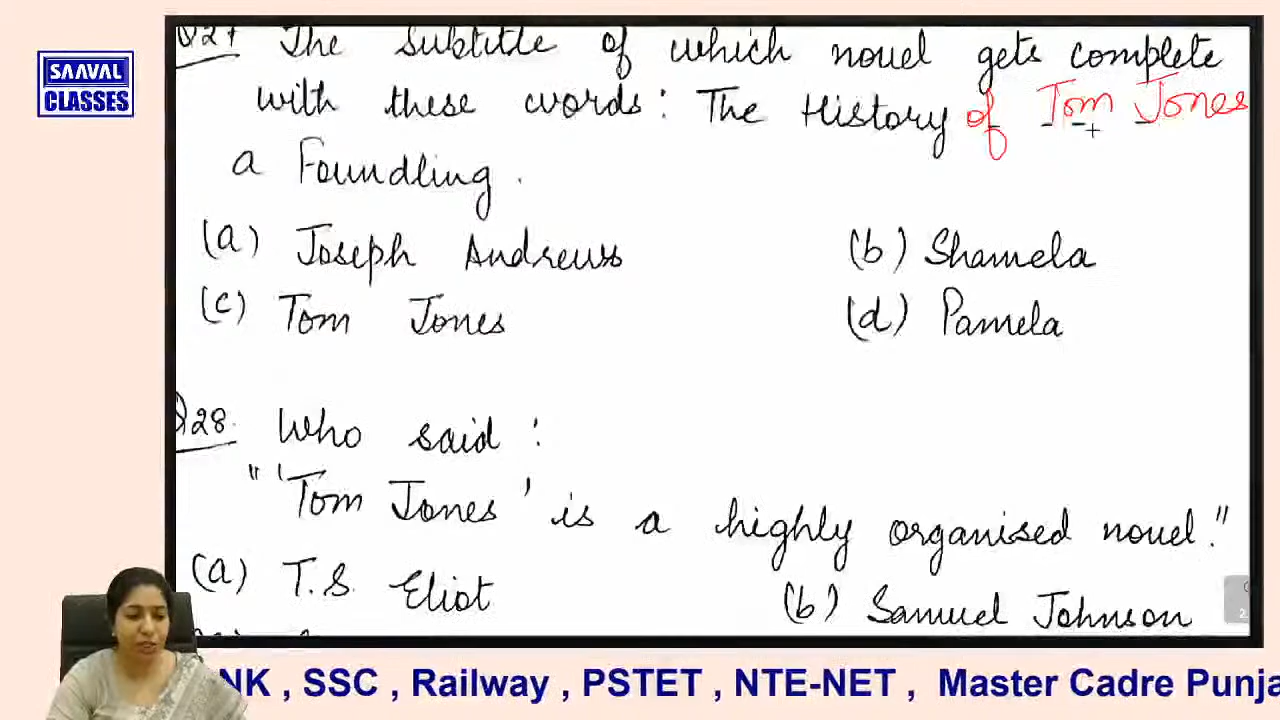 SAAVAL
CLASSES
Q27. The Subtitle of which novel gets complete
with these words: The History of Tom Jones
a Foundling.
(a) Joseph Andrews
(b) Shamela
(c) Tom Jones
(d) Pamela
Q28. Who said :
"'Tom Jones' is a highly organised novel."
(a) T.S. Eliot
(b) Samuel Johnson
NK , SSC , Railway , PSTET , NTE-NET , Master Cadre Punja